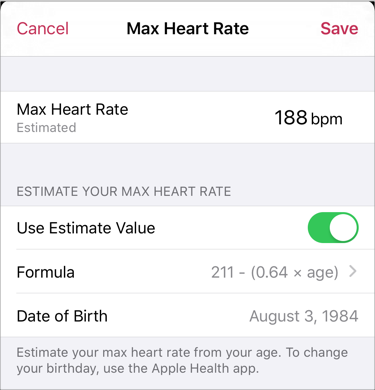 Cancel Max Heart Rate Save
Max Heart Rate
Estimated
188 bpm
ESTIMATE YOUR MAX HEART RATE
Use Estimate Value
Formula 211 - (0.64 × age)
Date of Birth August 3, 1984
Estimate your max heart rate from your age. To change
your birthday, use the Apple Health app.